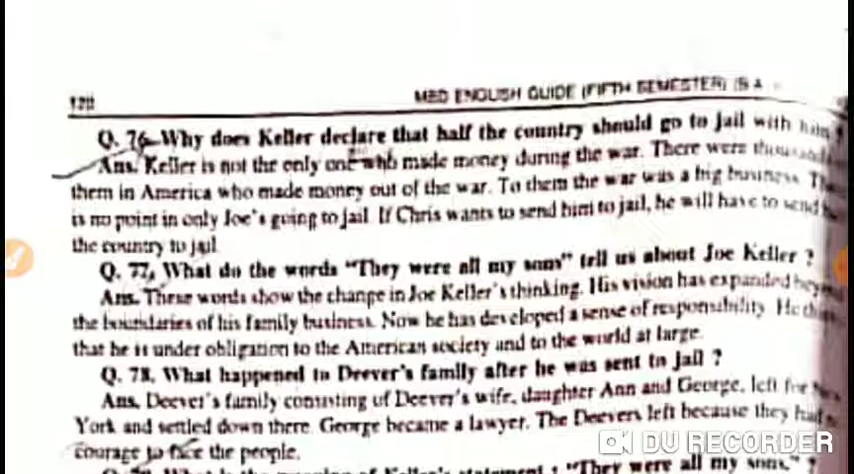 120 MBD ENGLISH GUIDE (FIFTH SEMESTER) B A
Q. 76. Why does Keller declare that half the country should go to jail with him ?
Ans. Keller is not the only one who made money during the war. There were
them in America who made money out of the war. To them the war was a big business.
is no point in only Joe's going to jail. If Chris wants to send him to jail, he will have to send
the country to jail
Q. 77. What do the words "They were all my sons" tell us about Joe Keller ?
Ans. These words show the change in Joe Keller's thinking. His vision has expanded
the boundaries of his family business. Now he has developed a sense of responsibility. He
that he is under obligation to the American society and to the world at large.
Q. 78. What happened to Deever's family after he was sent to jail ?
Ans. Deever's family consisting of Deever's wife, daughter Ann and George, left for
York and settled down there. George became a lawyer. The Deevers left because they had
courage to face the people.
"They were all my sons." ?
DU RECORDER